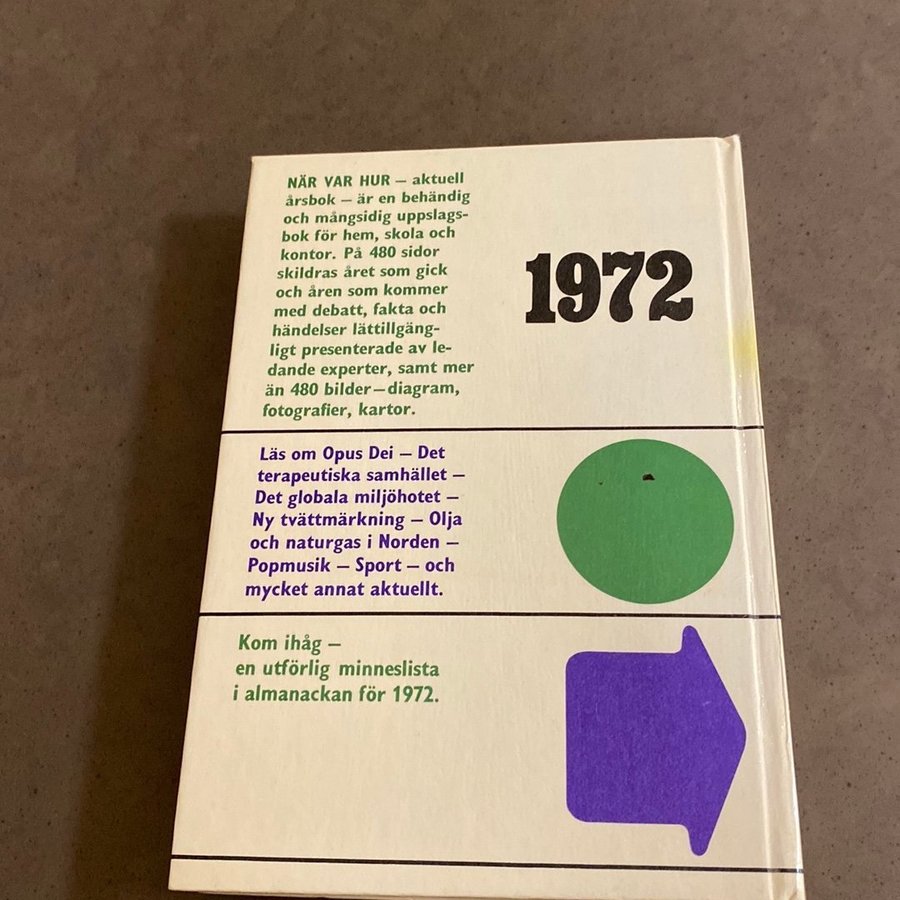 NÄR VAR HUR – aktuell
årsbok – är en behändig
och mångsidig uppslags-
bok för hem, skola och
kontor. På 480 sidor
skildras året som gick
och åren som kommer
med debatt, fakta och
händelser lättillgäng-
ligt presenterade av le-
dande experter, samt mer
än 480 bilder – diagram,
fotografier, kartor.
1972
Läs om Opus Dei – Det
terapeutiska samhället –
Det globala miljöhotet –
Ny tvättmärkning – Olja
och naturgas i Norden –
Popmusik – Sport – och
mycket annat aktuellt.
Kom ihåg –
en utförlig minneslista
i almanackan för 1972.